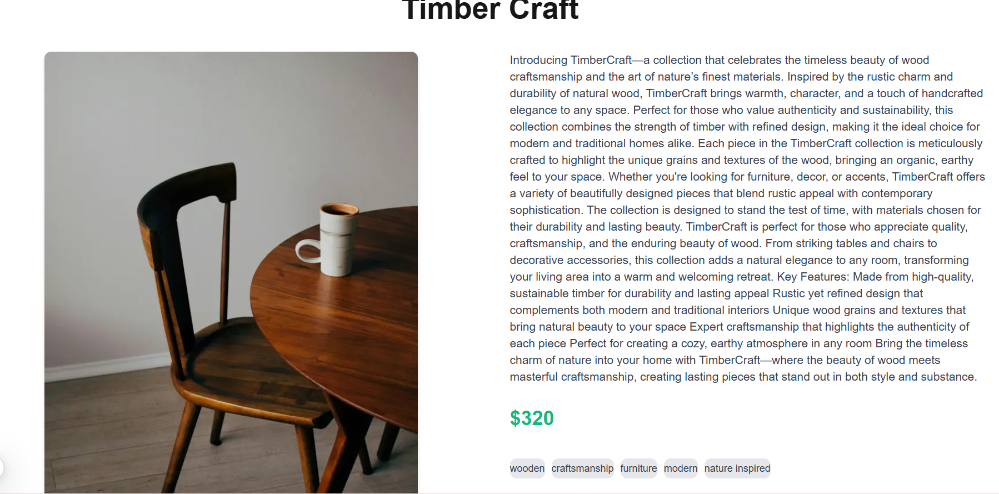 Timber Craft
Introducing TimberCraft—a collection that celebrates the timeless beauty of wood
craftsmanship and the art of nature’s finest materials. Inspired by the rustic charm and
durability of natural wood, TimberCraft brings warmth, character, and a touch of handcrafted
elegance to any space. Perfect for those who value authenticity and sustainability, this
collection combines the strength of timber with refined design, making it the ideal choice for
modern and traditional homes alike. Each piece in the TimberCraft collection is meticulously
crafted to highlight the unique grains and textures of the wood, bringing an organic, earthy
feel to your space. Whether you're looking for furniture, decor, or accents, TimberCraft offers
a variety of beautifully designed pieces that blend rustic appeal with contemporary
sophistication. The collection is designed to stand the test of time, with materials chosen for
their durability and lasting beauty. TimberCraft is perfect for those who appreciate quality,
craftsmanship, and the enduring beauty of wood. From striking tables and chairs to
decorative accessories, this collection adds a natural elegance to any room, transforming
your living area into a warm and welcoming retreat. Key Features: Made from high-quality,
sustainable timber for durability and lasting appeal Rustic yet refined design that
complements both modern and traditional interiors Unique wood grains and textures that
bring natural beauty to your space Expert craftsmanship that highlights the authenticity of
each piece Perfect for creating a cozy, earthy atmosphere in any room Bring the timeless
charm of nature into your home with TimberCraft—where the beauty of wood meets
masterful craftsmanship, creating lasting pieces that stand out in both style and substance.
$320
wooden craftsmanship furniture modern nature inspired